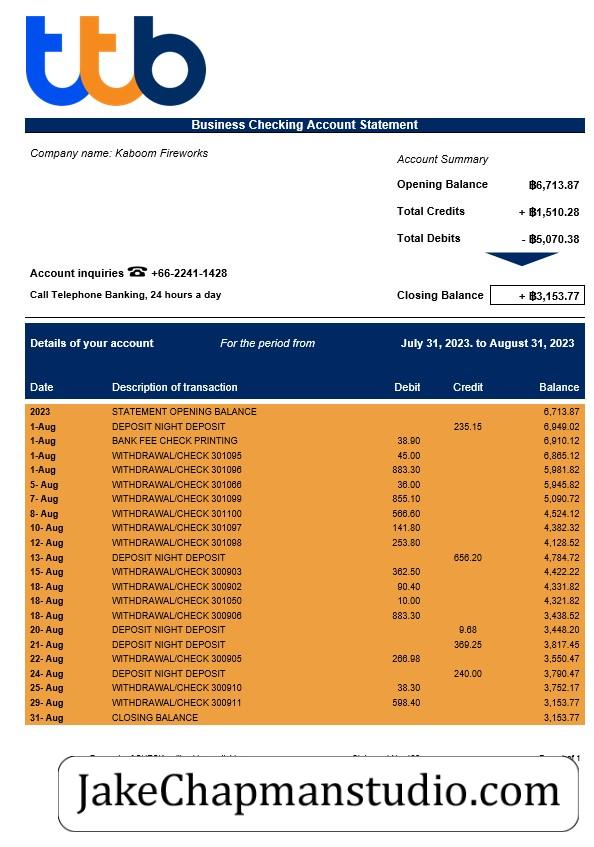 ttb
Business Checking Account Statement
Company name: Kaboom Fireworks
Account Summary
Opening Balance ฿6,713.87
Total Credits + ฿1,510.28
Total Debits - ฿5,070.38
Account inquiries ☎ +66-2241-1428
Call Telephone Banking, 24 hours a day
Closing Balance + ฿3,153.77
Details of your account For the period from July 31, 2023. to August 31, 2023
Date Description of transaction Debit Credit Balance
2023 STATEMENT OPENING BALANCE 6,713.87
1-Aug DEPOSIT NIGHT DEPOSIT 235.15 6,949.02
1-Aug BANK FEE CHECK PRINTING 38.90 6,910.12
1-Aug WITHDRAWAL/CHECK 301095 45.00 6,865.12
1-Aug WITHDRAWAL/CHECK 301096 883.30 5,981.82
5- Aug WITHDRAWAL/CHECK 301066 36.00 5,945.82
7- Aug WITHDRAWAL/CHECK 301099 855.10 5,090.72
8- Aug WITHDRAWAL/CHECK 301100 566.60 4,524.12
10- Aug WITHDRAWAL/CHECK 301097 141.80 4,382.32
12- Aug WITHDRAWAL/CHECK 301098 253.80 4,128.52
13- Aug DEPOSIT NIGHT DEPOSIT 656.20 4,784.72
15- Aug WITHDRAWAL/CHECK 300903 362.50 4,422.22
18- Aug WITHDRAWAL/CHECK 300902 90.40 4,331.82
18- Aug WITHDRAWAL/CHECK 301050 10.00 4,321.82
18- Aug WITHDRAWAL/CHECK 300906 883.30 3,438.52
20- Aug DEPOSIT NIGHT DEPOSIT 9.68 3,448.20
21- Aug DEPOSIT NIGHT DEPOSIT 369.25 3,817.45
22- Aug WITHDRAWAL/CHECK 300905 266.98 3,550.47
24- Aug DEPOSIT NIGHT DEPOSIT 240.00 3,790.47
25- Aug WITHDRAWAL/CHECK 300910 38.30 3,752.17
29- Aug WITHDRAWAL/CHECK 300911 598.40 3,153.77
31- Aug CLOSING BALANCE 3,153.77
JakeChapmanstudio.com